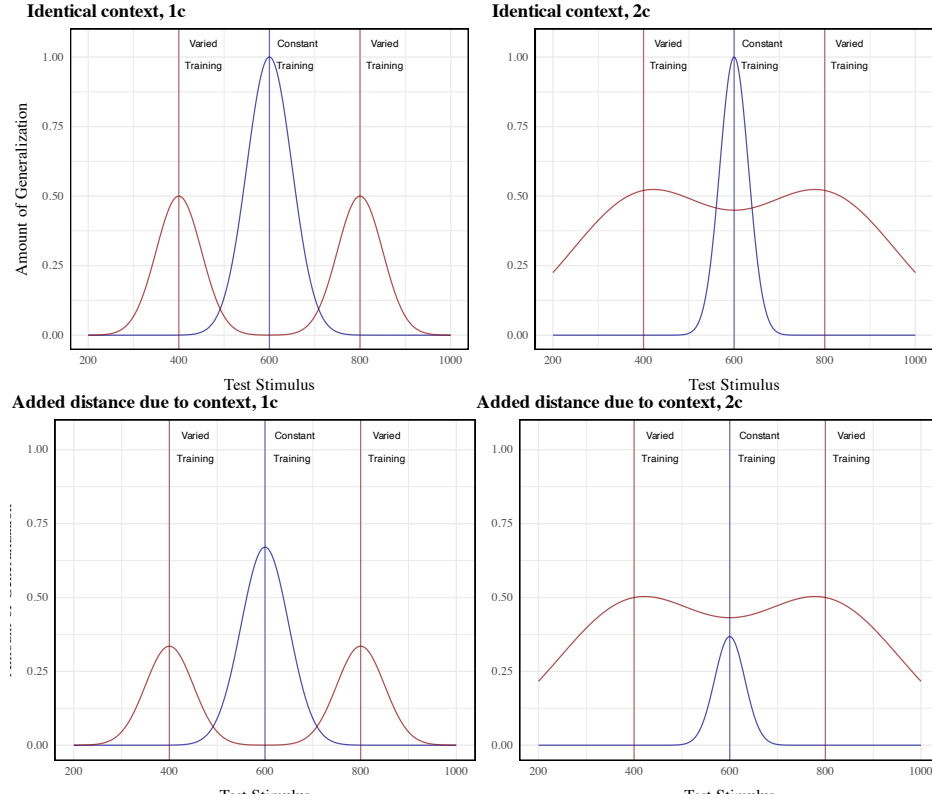 Identical context, 1c
Varied Constant Varied
Training Training Training
1.00
0.75
0.50
0.25
0.00
Amount of Generalization
200 400 600 800 1000
Test Stimulus
Identical context, 2c
Varied Constant Varied
Training Training Training
1.00
0.75
0.50
0.25
0.00
200 400 600 800 1000
Test Stimulus
Added distance due to context, 1c
Varied Constant Varied
Training Training Training
1.00
0.75
0.50
0.25
0.00
200 400 600 800 1000
Test Stimulus
Added distance due to context, 2c
Varied Constant Varied
Training Training Training
1.00
0.75
0.50
0.25
0.00
200 400 600 800 1000
Test Stimulus